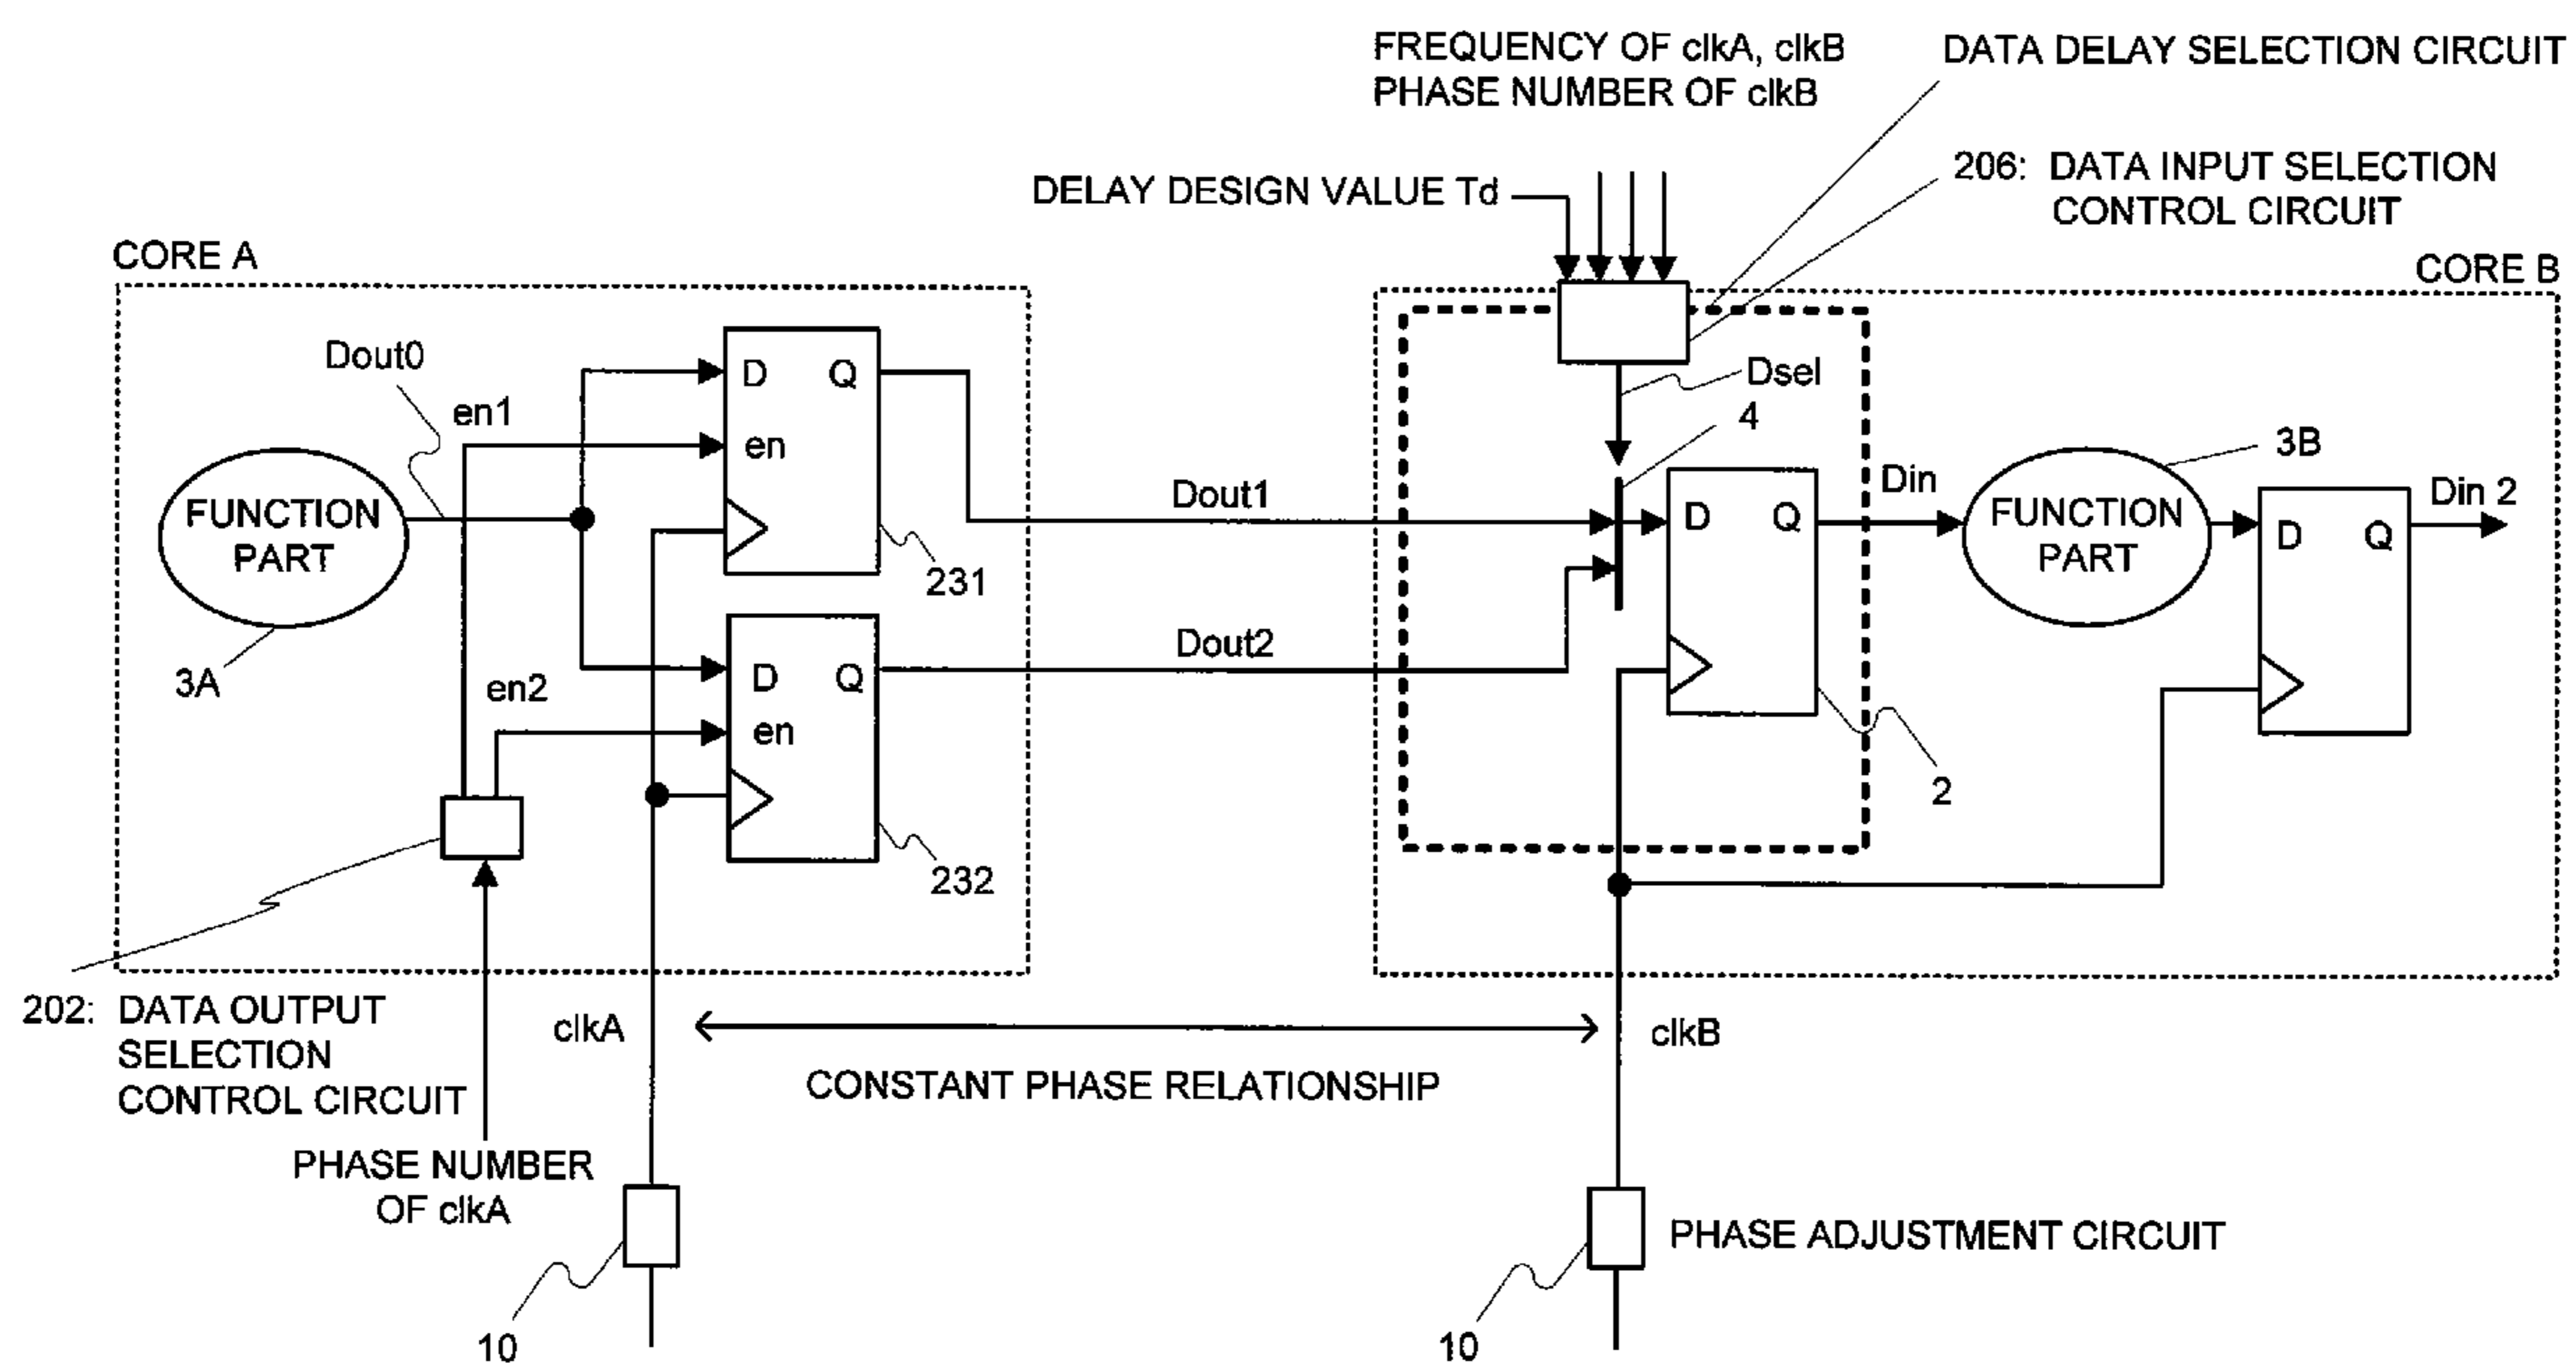 FREQUENCY OF clkA, clkB
PHASE NUMBER OF clkB
DATA DELAY SELECTION CIRCUIT
DELAY DESIGN VALUE Td
206: DATA INPUT SELECTION
CONTROL CIRCUIT
CORE A
CORE B
Dout0
en1
D Q
en
FUNCTION
PART
3A
231
en2
D Q
en
232
Dout1
Dout2
Dsel
4
D Q
2
Din
FUNCTION
PART
3B
D Q
Din 2
202: DATA OUTPUT
SELECTION
CONTROL CIRCUIT
PHASE NUMBER
OF clkA
clkA
clkB
CONSTANT PHASE RELATIONSHIP
10
10
PHASE ADJUSTMENT CIRCUIT